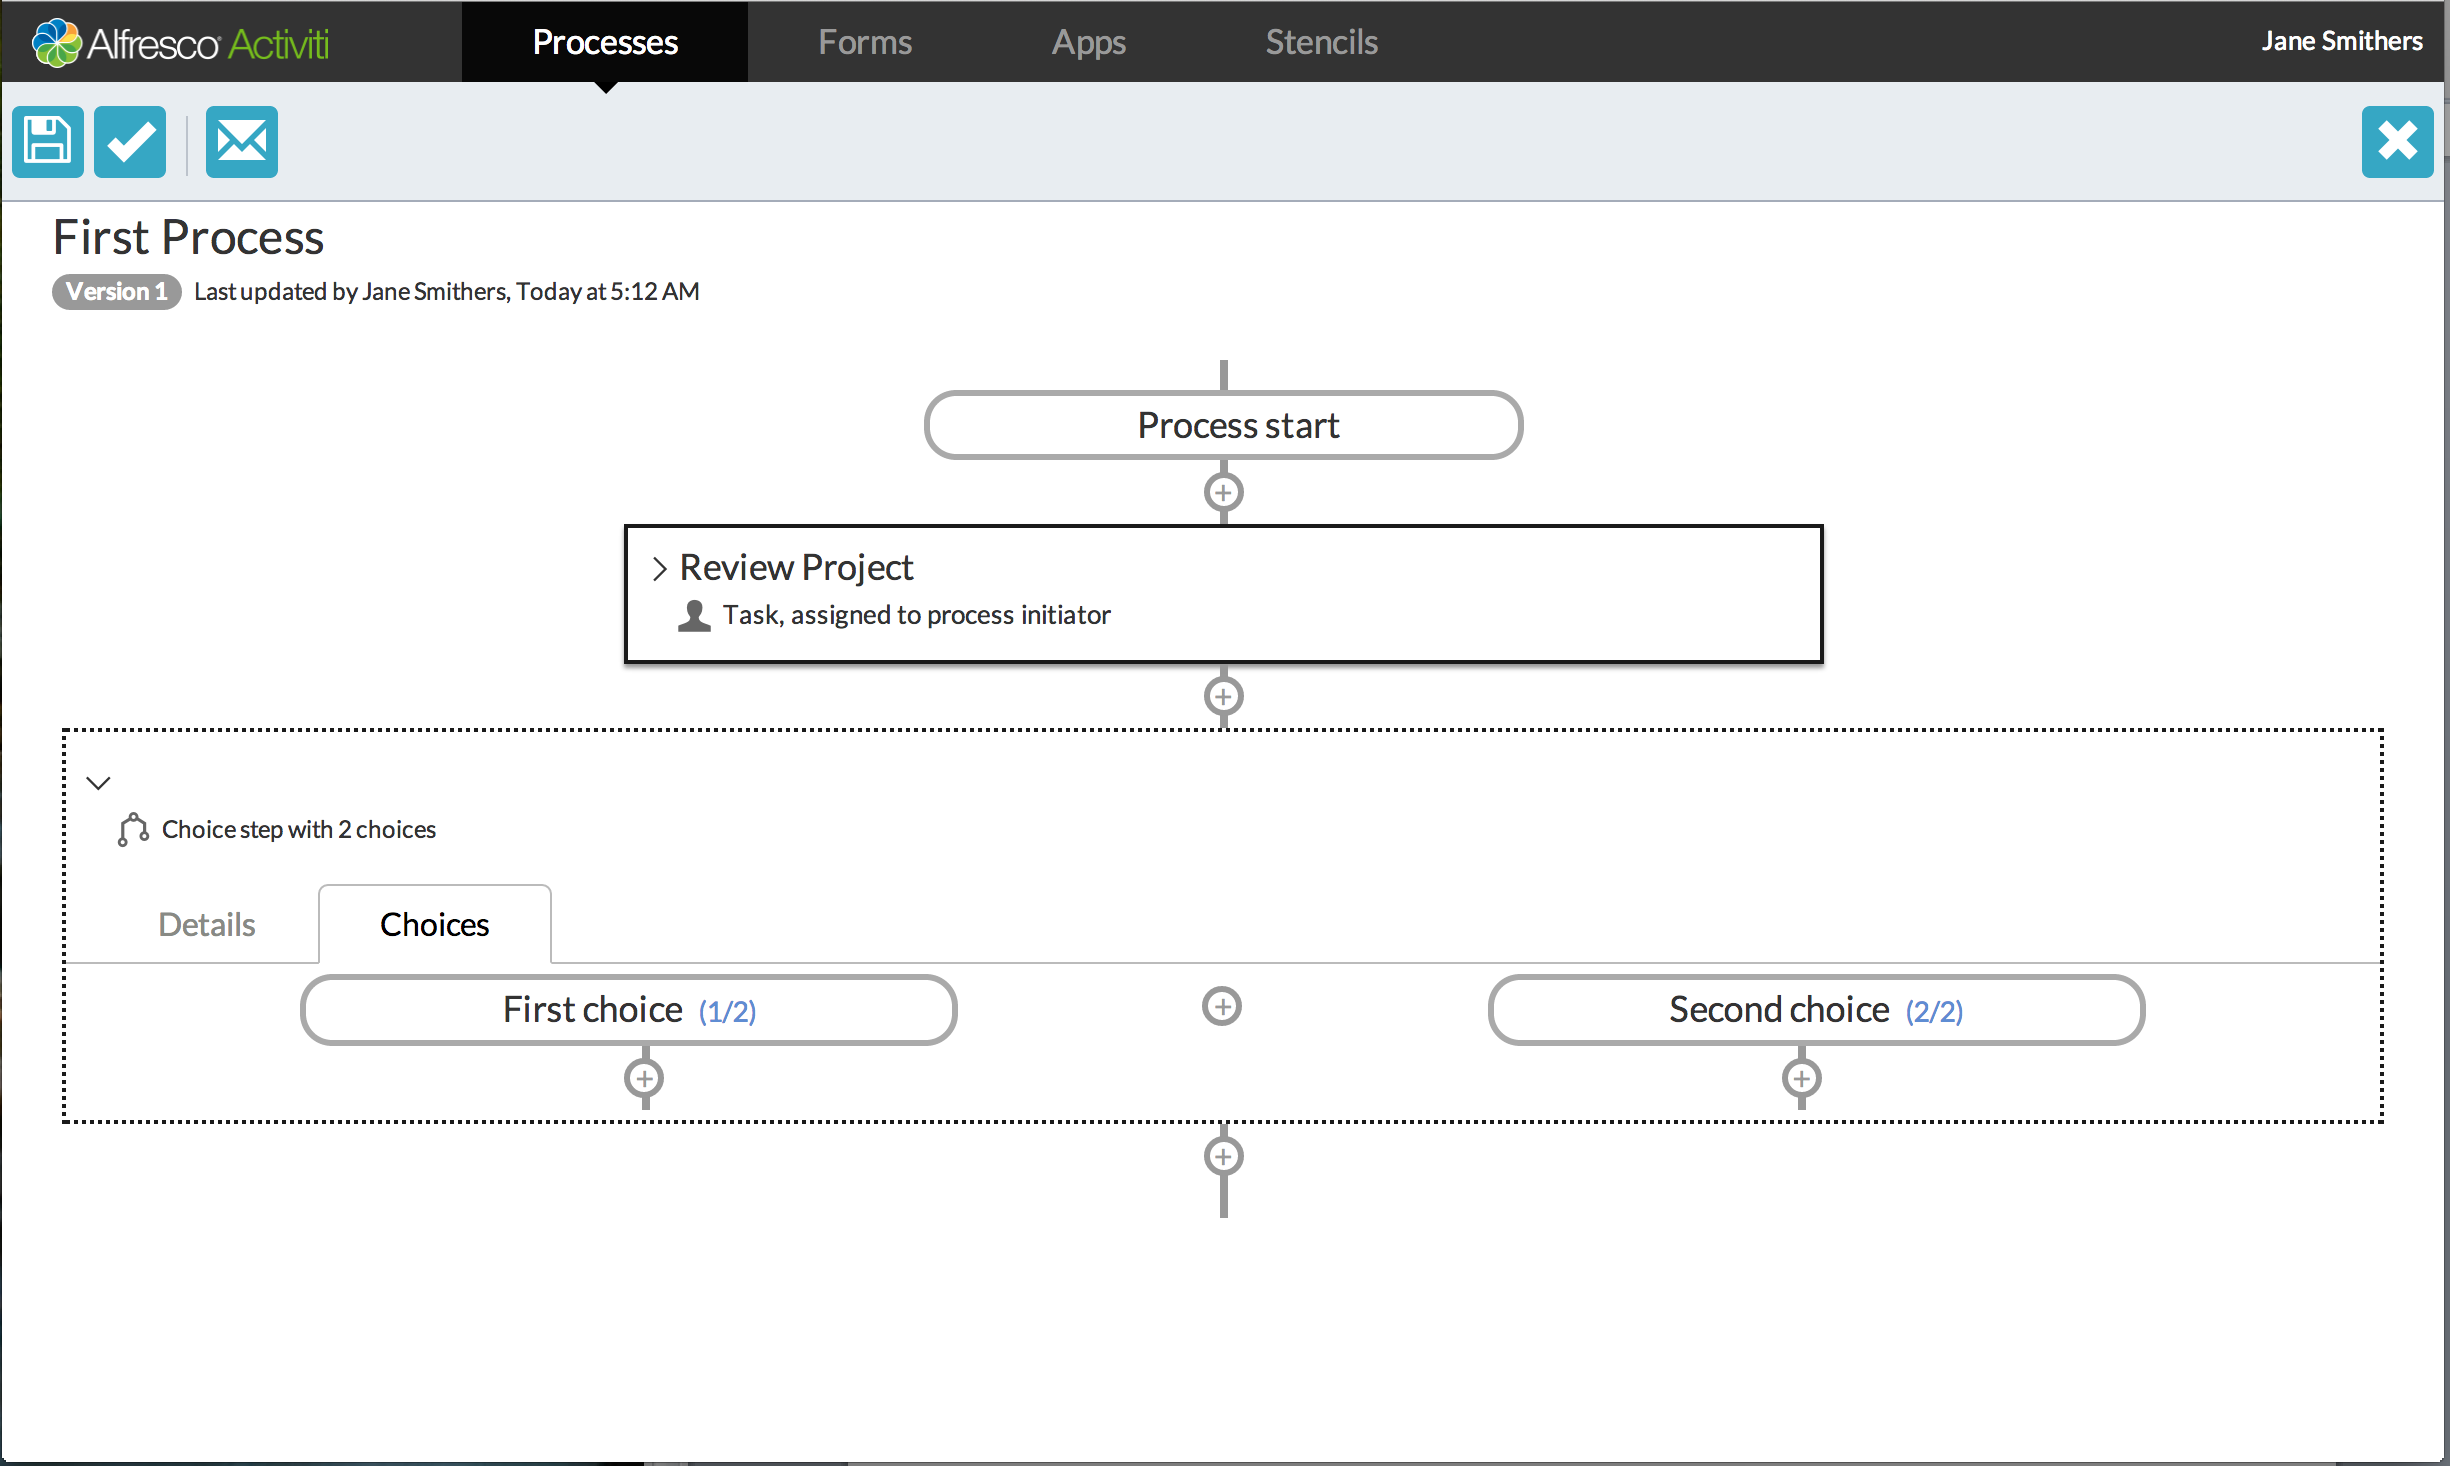 Alfresco Activiti Processes Forms Apps Stencils Jane Smithers
First Process
Version 1 Last updated by Jane Smithers, Today at 5:12 AM
Process start
Review Project
Task, assigned to process initiator
Choice step with 2 choices
Details Choices
First choice (1/2) Second choice (2/2)